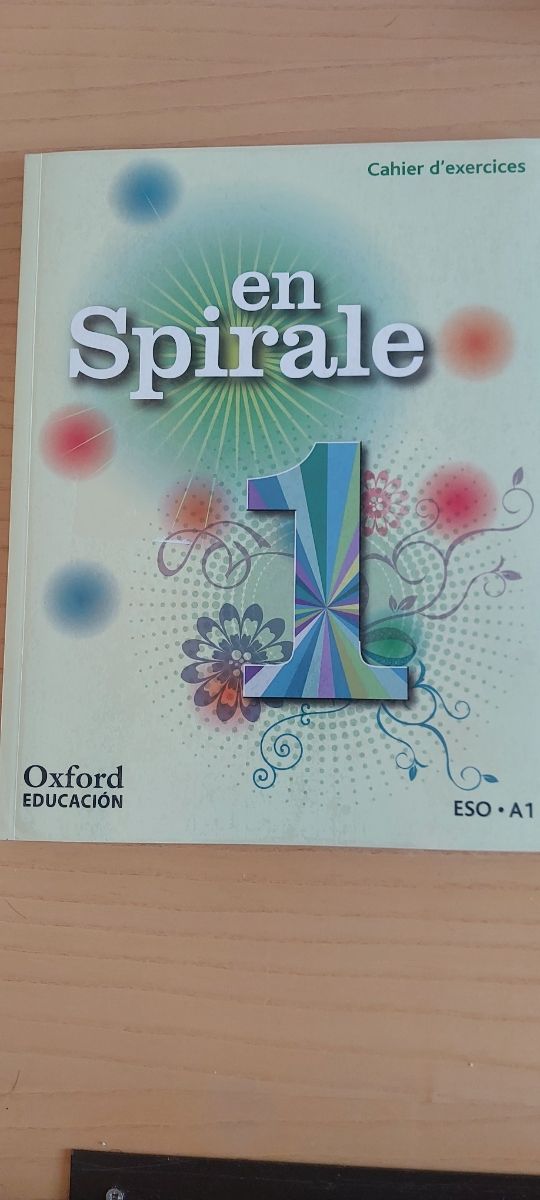 Cahier d'exercices
en
Spirale
1
Oxford
EDUCACIÓN
ESO • A1